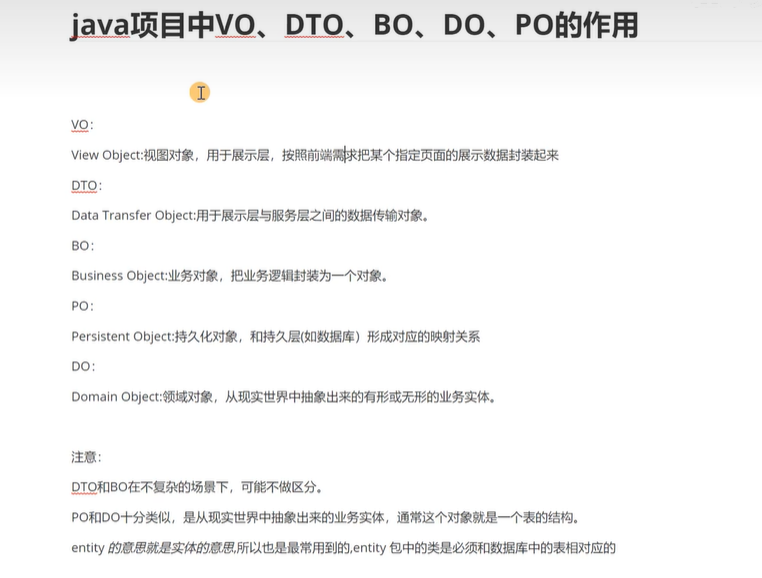 java项目中VO、DTO、BO、DO、PO的作用
VO：
View Object:视图对象，用于展示层，按照前端需求把某个指定页面的展示数据封装起来
DTO：
Data Transfer Object:用于展示层与服务层之间的数据传输对象。
BO：
Business Object:业务对象，把业务逻辑封装为一个对象。
PO：
Persistent Object:持久化对象，和持久层(如数据库）形成对应的映射关系
DO：
Domain Object:领域对象，从现实世界中抽象出来的有形或无形的业务实体。
注意：
DTO和BO在不复杂的场景下，可能不做区分。
PO和DO十分类似，是从现实世界中抽象出来的业务实体，通常这个对象就是一个表的结构。
entity 的意思就是实体的意思,所以也是最常用到的,entity 包中的类是必须和数据库中的表相对应的